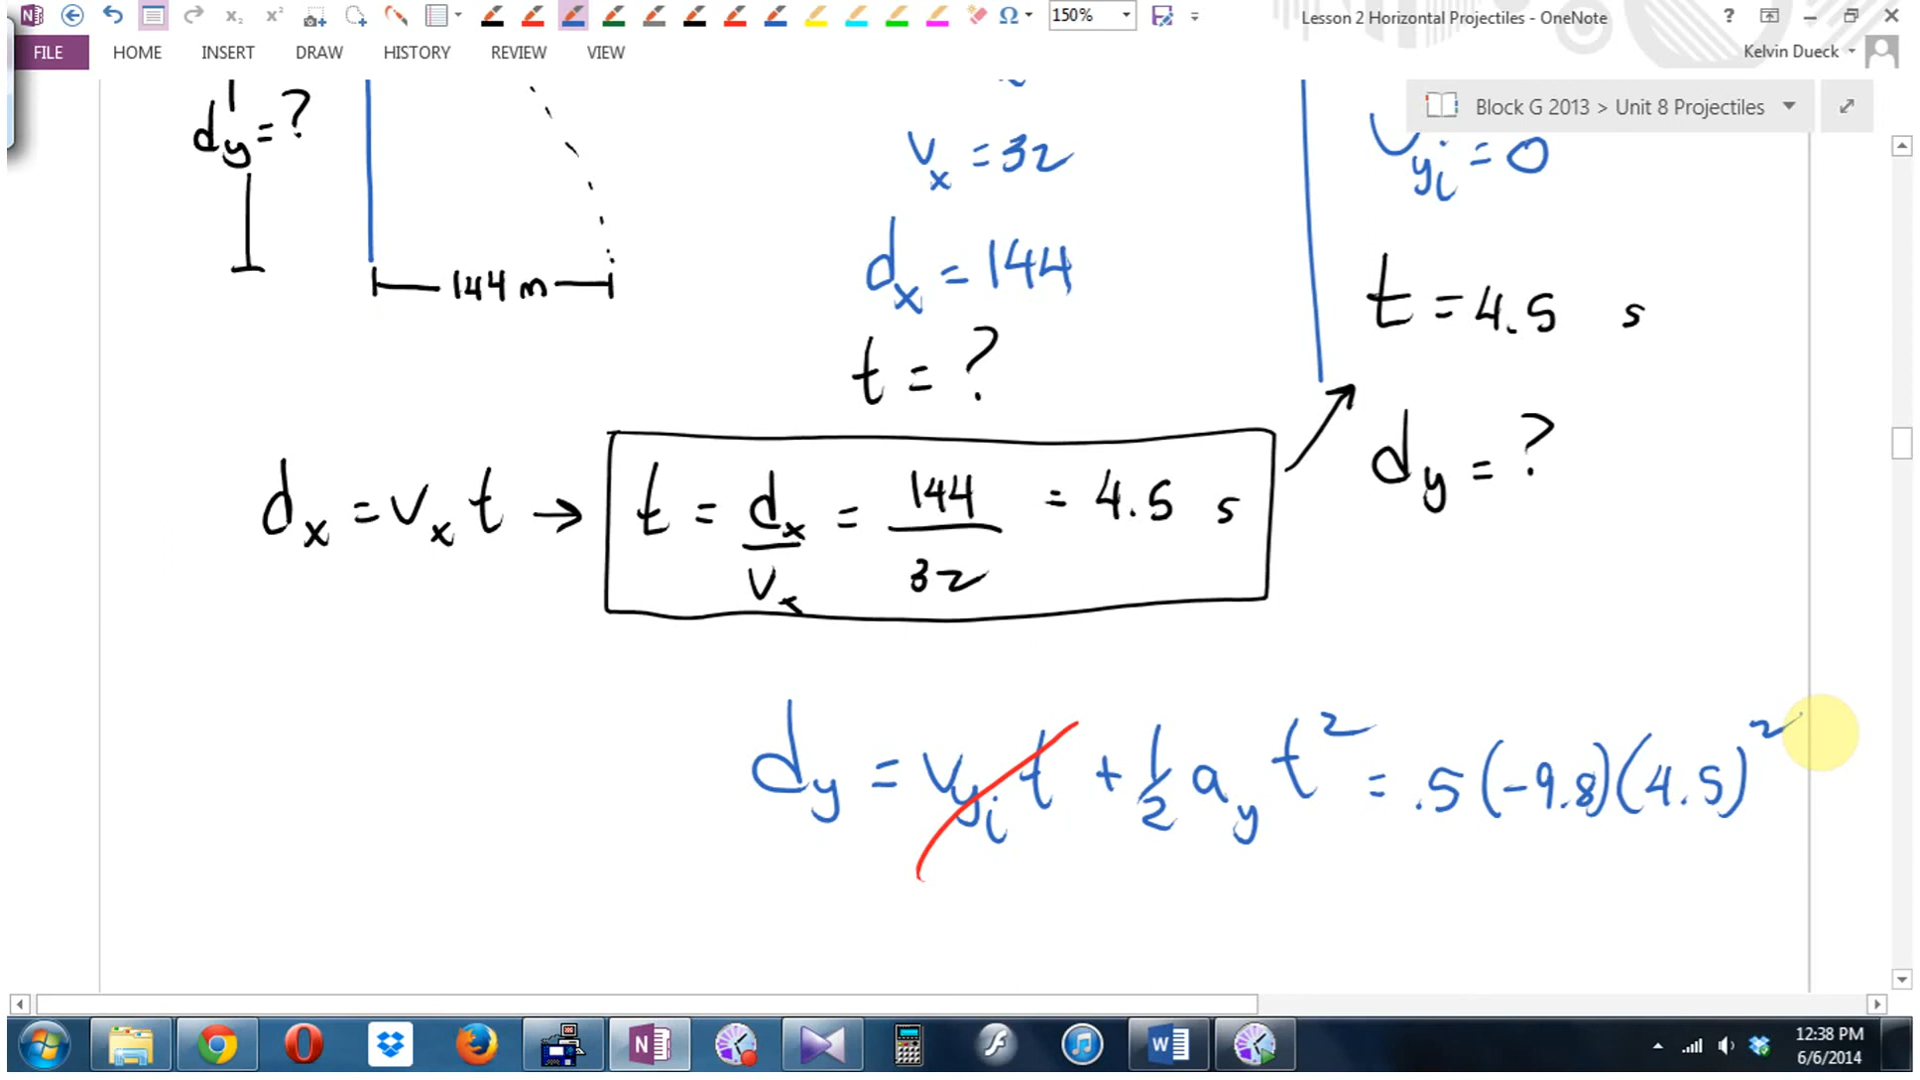 x₂ x²
150%
Lesson 2 Horizontal Projectiles - OneNote
?
FILE HOME INSERT DRAW HISTORY REVIEW VIEW
Kelvin Dueck
Block G 2013 > Unit 8 Projectiles
dy = ?
vx = 32
vyi = 0
dx = 144
144 m
t = 4.5 s
t = ?
dy = ?
dx = vx t → t = dx/vx = 144/32 = 4.5 s
dy = vyi t + 1/2 ay t² = .5 (-9.8)(4.5)²
12:38 PM
6/6/2014